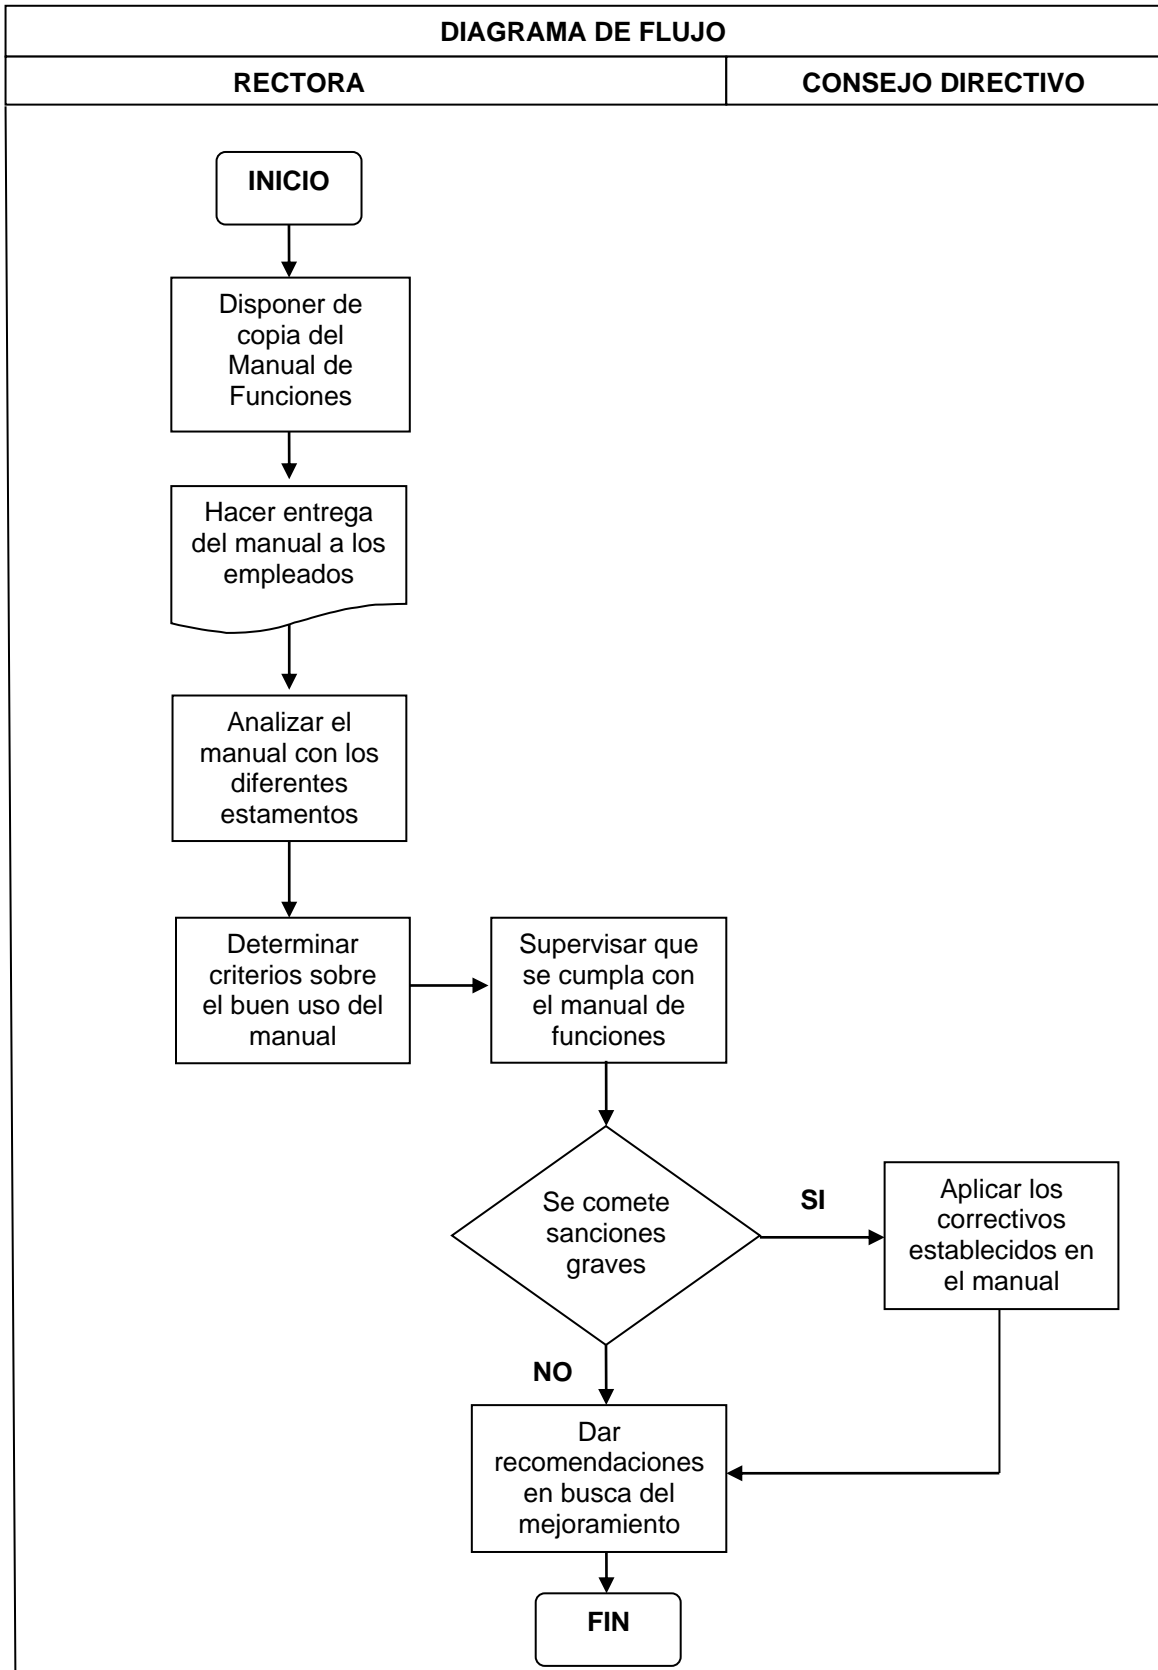 DIAGRAMA DE FLUJO
RECTORA
CONSEJO DIRECTIVO
INICIO
Disponer de
copia del
Manual de
Funciones
Hacer entrega
del manual a los
empleados
Analizar el
manual con los
diferentes
estamentos
Determinar
criterios sobre
el buen uso del
manual
Supervisar que
se cumpla con
el manual de
funciones
Se comete
sanciones
graves
SI
Aplicar los
correctivos
establecidos en
el manual
NO
Dar
recomendaciones
en busca del
mejoramiento
FIN